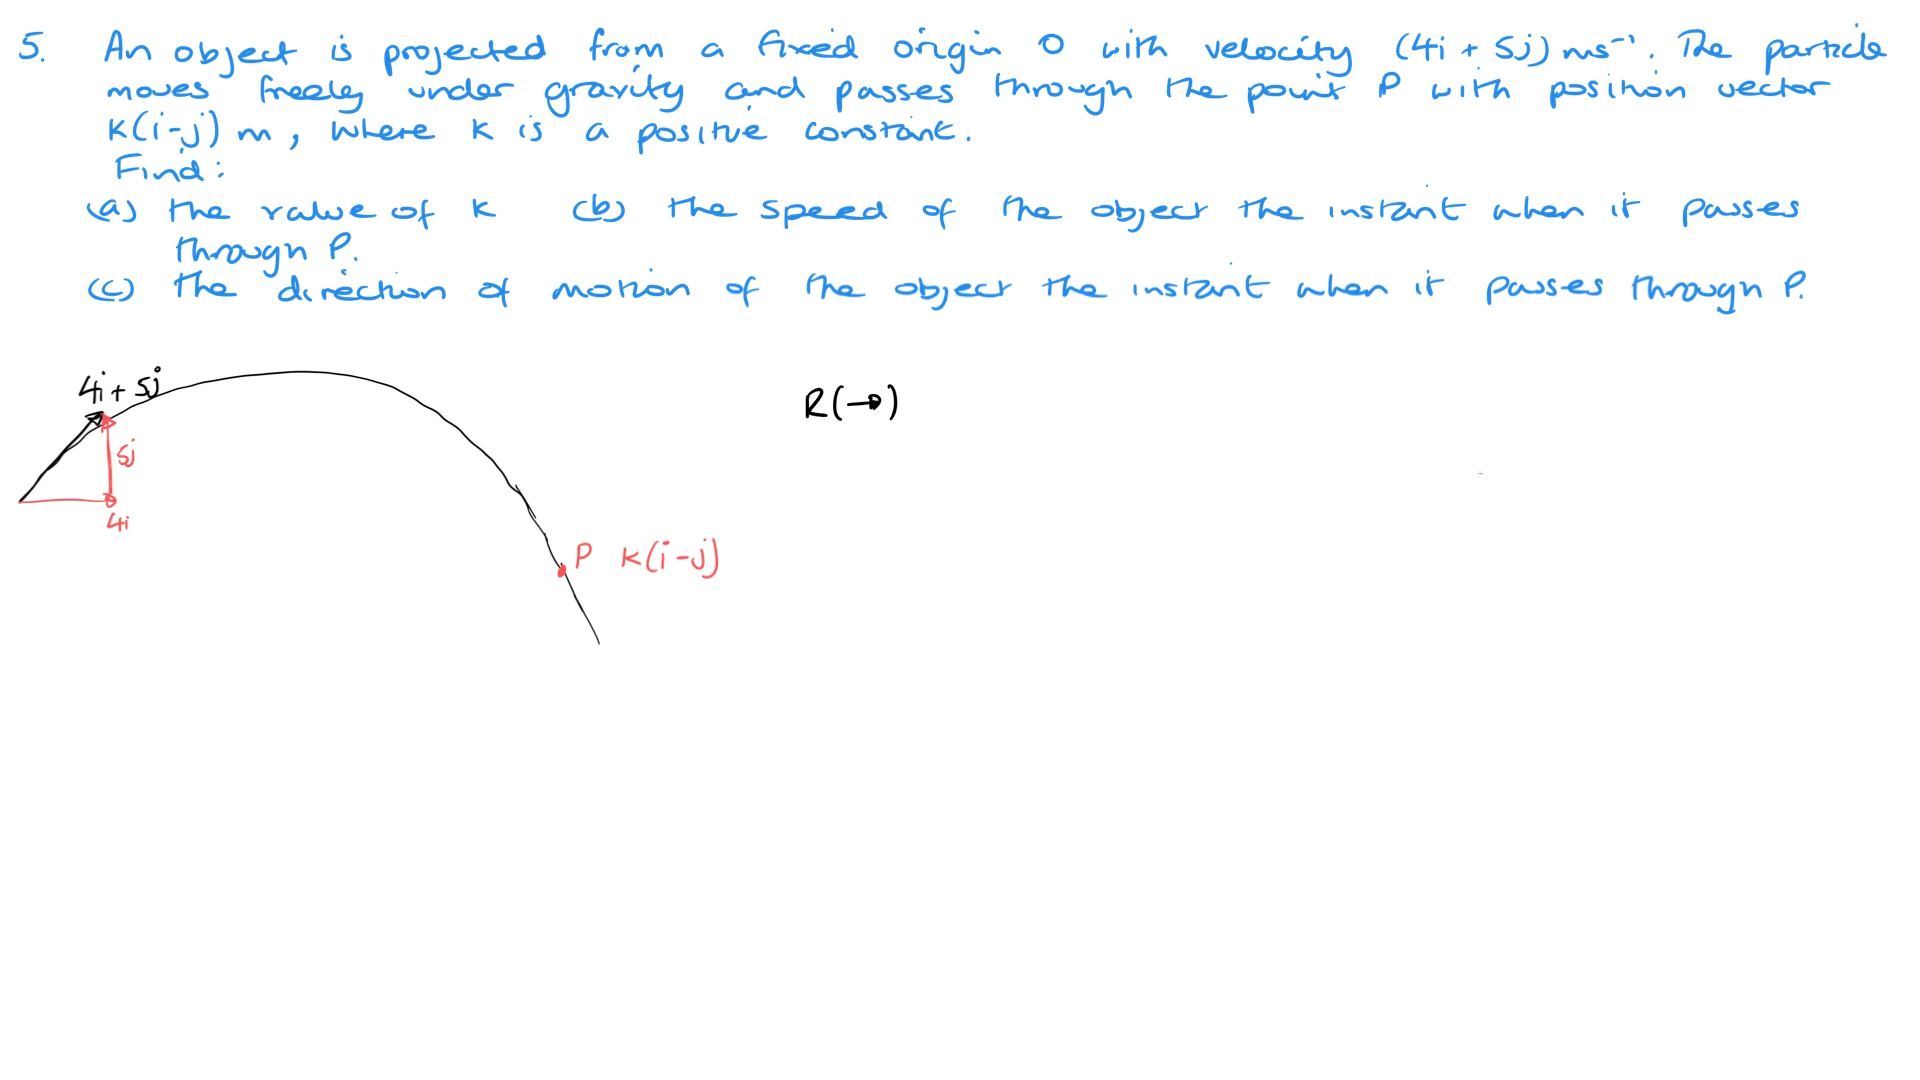 5. An object is projected from a fixed origin O with velocity (4i + 5j) ms⁻¹. The particle
moves freely under gravity and passes through the point P with position vector
K(i-j) m, where K is a positive constant.
Find:
(a) the value of K (b) the speed of the object the instant when it passes
through P.
(c) the direction of motion of the object the instant when it passes through P.
4i + 5j
R(→)
5j
4i
P K(i-j)